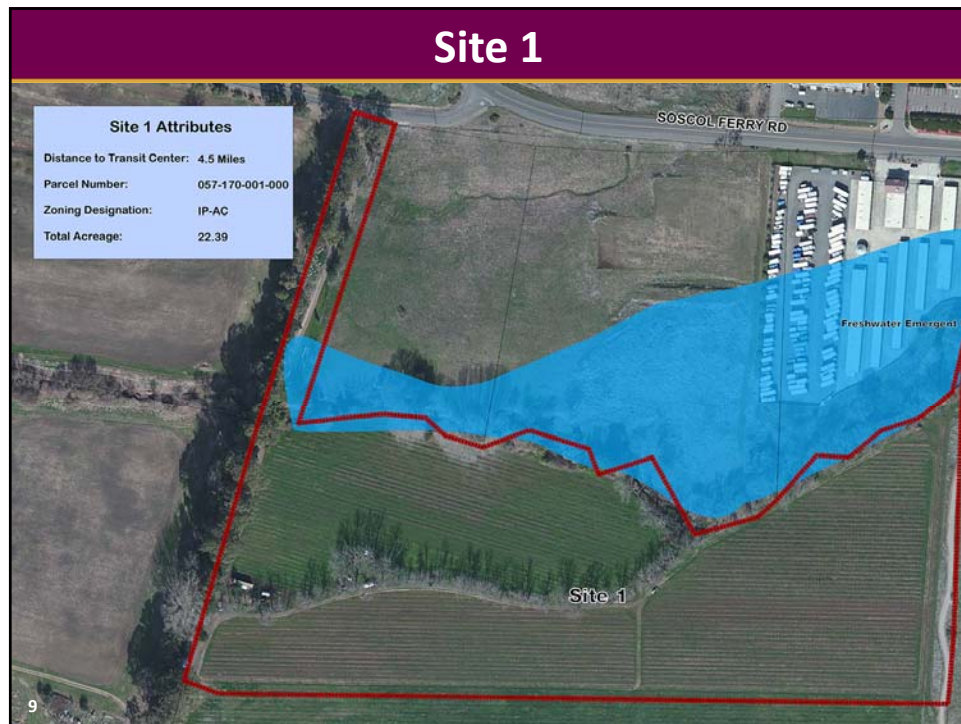 Site 1
Site 1 Attributes
Distance to Transit Center: 4.5 Miles
Parcel Number: 057-170-001-000
Zoning Designation: IP-AC
Total Acreage: 22.39
SOSCOL FERRY RD
Freshwater Emergent
Site 1
9